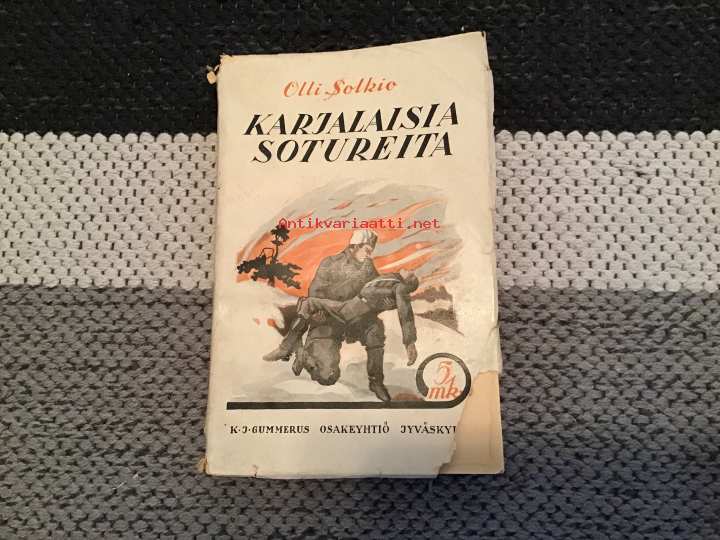 Olli Solkio
KARJALAISIA
SOTUREITA
Antikvariaatti.net
5
mk
K·J·GUMMERUS OSAKEYHTIÖ JYVÄSKY